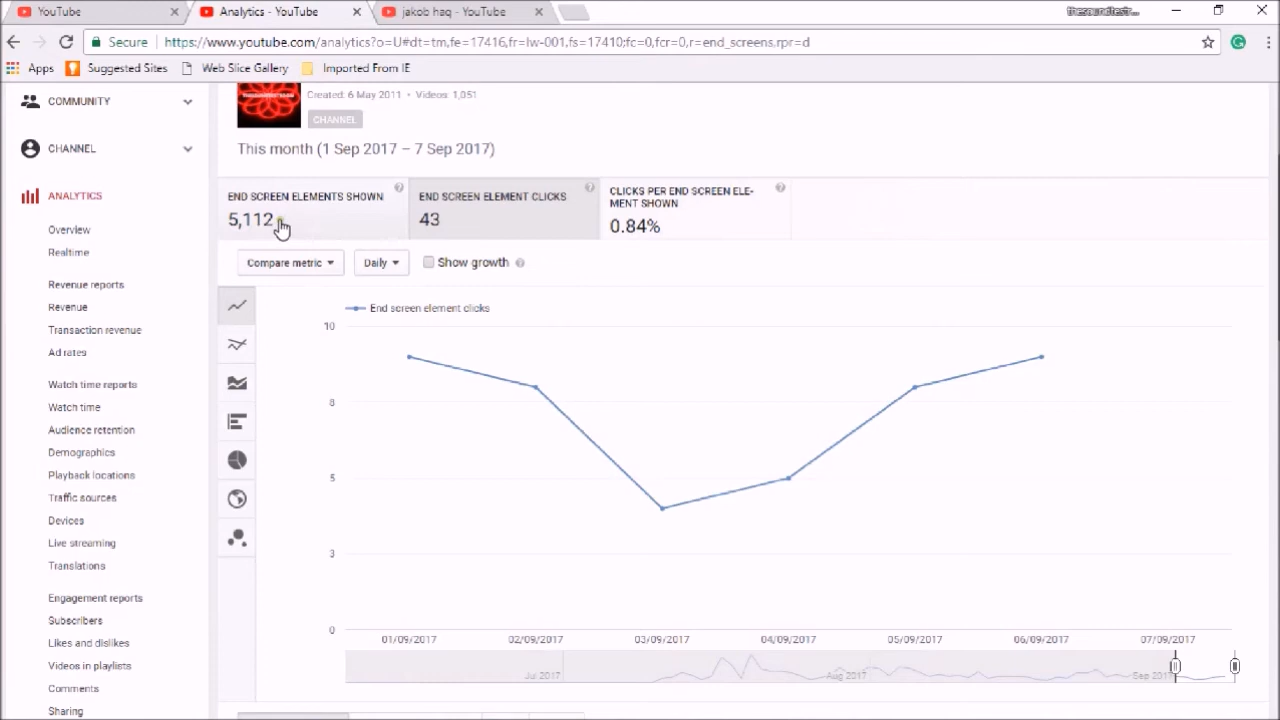 YouTube
Analytics - YouTube
jakob haq - YouTube
thesoundtestr...
Secure
https://www.youtube.com/analytics?o=U#dt=tm,fe=17416,fr=lw-001,fs=17410;fc=0,fcr=0,r=end_screens,rpr=d
Apps
Suggested Sites
Web Slice Gallery
Imported From IE
COMMUNITY
CHANNEL
ANALYTICS
Overview
Realtime
Revenue reports
Revenue
Transaction revenue
Ad rates
Watch time reports
Watch time
Audience retention
Demographics
Playback locations
Traffic sources
Devices
Live streaming
Translations
Engagement reports
Subscribers
Likes and dislikes
Videos in playlists
Comments
Sharing
Created: 6 May 2011 • Videos: 1,051
CHANNEL
This month (1 Sep 2017 – 7 Sep 2017)
END SCREEN ELEMENTS SHOWN
5,112
END SCREEN ELEMENT CLICKS
43
CLICKS PER END SCREEN ELE-
MENT SHOWN
0.84%
Compare metric
Daily
Show growth
End screen element clicks
10
8
5
3
0
01/09/2017
02/09/2017
03/09/2017
04/09/2017
05/09/2017
06/09/2017
07/09/2017
Jul 2017
Aug 2017
Sep 2017